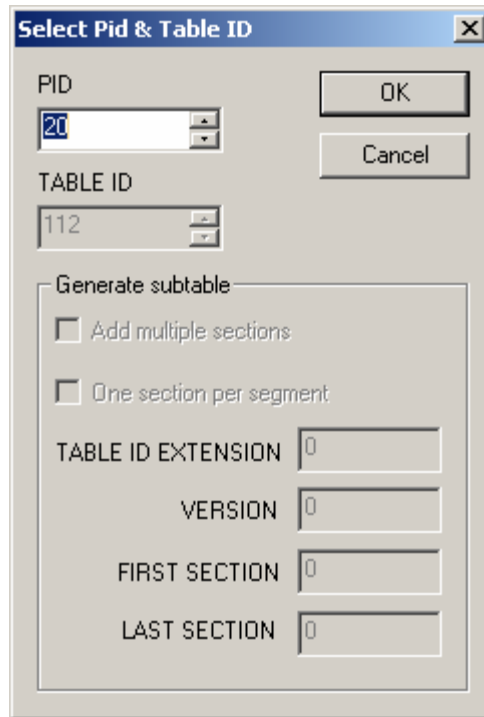 Select Pid & Table ID
PID
OK
20
Cancel
TABLE ID
112
Generate subtable
Add multiple sections
One section per segment
TABLE ID EXTENSION 0
VERSION 0
FIRST SECTION 0
LAST SECTION 0